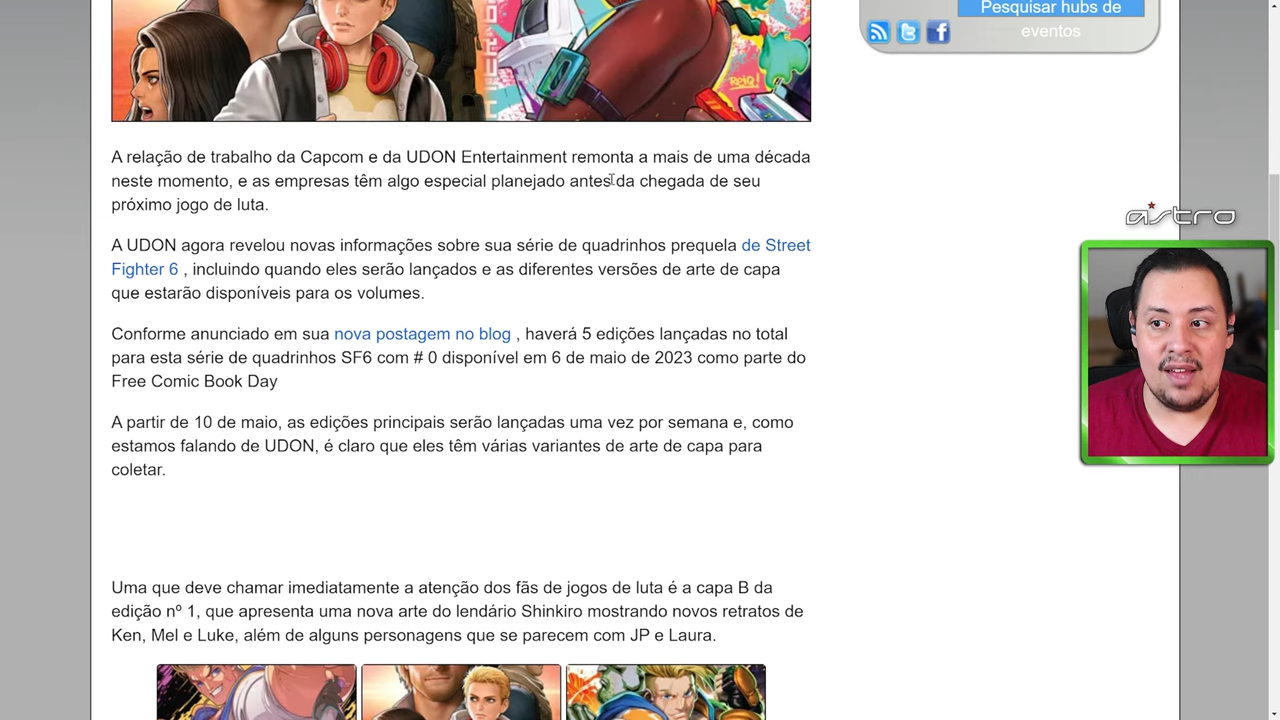 Pesquisar hubs de
eventos
Reiq!
A relação de trabalho da Capcom e da UDON Entertainment remonta a mais de uma década
neste momento, e as empresas têm algo especial planejado antes da chegada de seu
próximo jogo de luta.
astro
A UDON agora revelou novas informações sobre sua série de quadrinhos prequela de Street
Fighter 6 , incluindo quando eles serão lançados e as diferentes versões de arte de capa
que estarão disponíveis para os volumes.
Conforme anunciado em sua nova postagem no blog , haverá 5 edições lançadas no total
para esta série de quadrinhos SF6 com # 0 disponível em 6 de maio de 2023 como parte do
Free Comic Book Day
A partir de 10 de maio, as edições principais serão lançadas uma vez por semana e, como
estamos falando de UDON, é claro que eles têm várias variantes de arte de capa para
coletar.
Uma que deve chamar imediatamente a atenção dos fãs de jogos de luta é a capa B da
edição nº 1, que apresenta uma nova arte do lendário Shinkiro mostrando novos retratos de
Ken, Mel e Luke, além de alguns personagens que se parecem com JP e Laura.